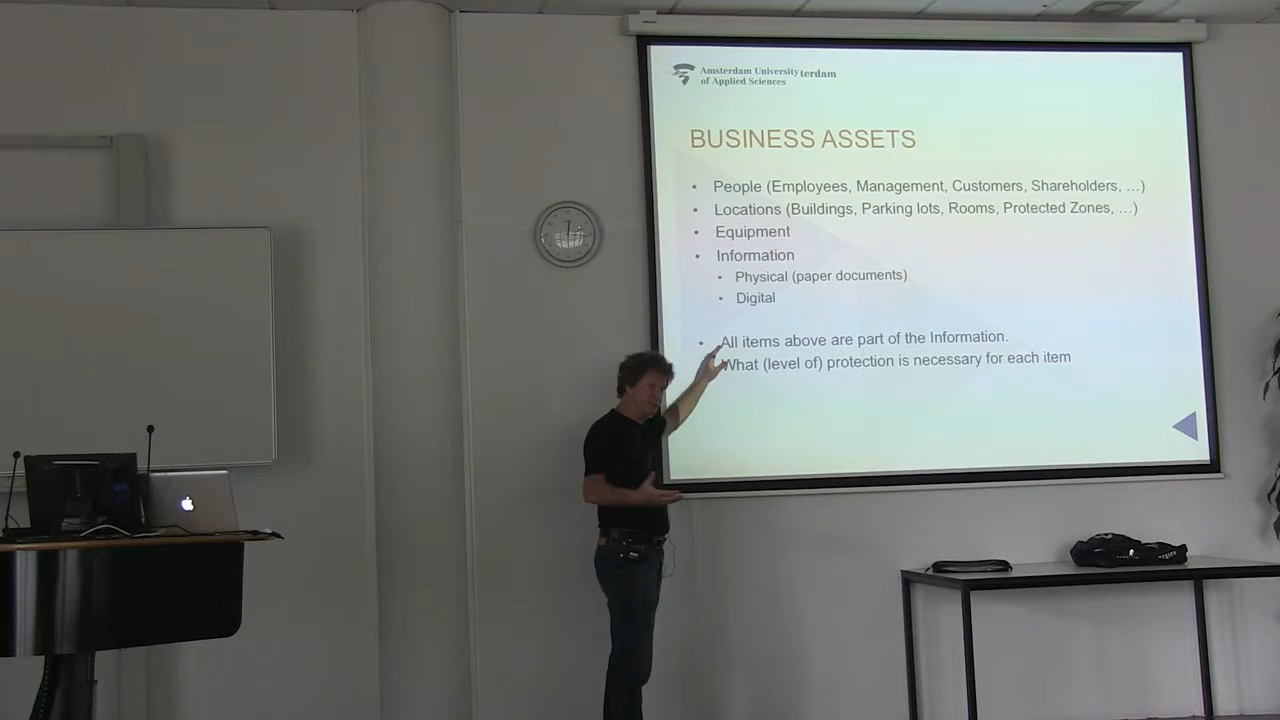 Amsterdam University terdam
of Applied Sciences
BUSINESS ASSETS
• People (Employees, Management, Customers, Shareholders, ...)
• Locations (Buildings, Parking lots, Rooms, Protected Zones, ...)
• Equipment
• Information
• Physical (paper documents)
• Digital
• All items above are part of the Information.
What (level of) protection is necessary for each item